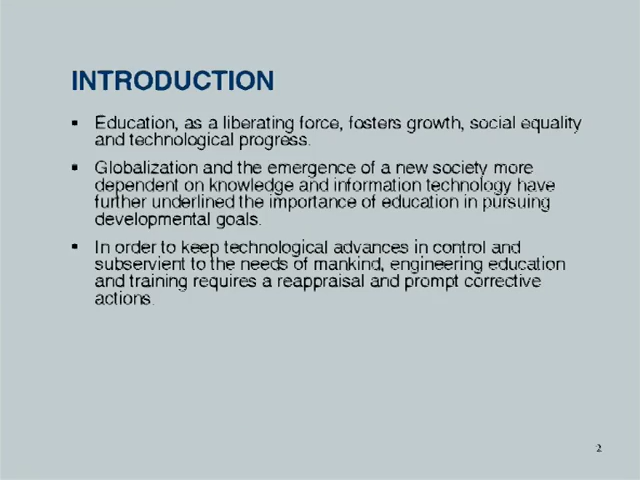 INTRODUCTION
▪ Education, as a liberating force, fosters growth, social equality
and technological progress.
▪ Globalization and the emergence of a new society more
dependent on knowledge and information technology have
further underlined the importance of education in pursuing
developmental goals.
▪ In order to keep technological advances in control and
subservient to the needs of mankind, engineering education
and training requires a reappraisal and prompt corrective
actions.
2